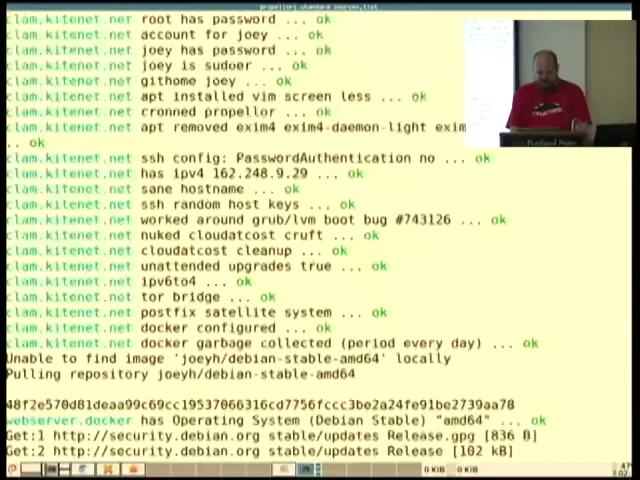 propellor: standard sources.list
clam.kitenet.net root has password ... ok
clam.kitenet.net account for joey ... ok
clam.kitenet.net joey has password ... ok
clam.kitenet.net joey is sudoer ... ok
clam.kitenet.net githome joey ... ok
clam.kitenet.net apt installed vim screen less ... ok
clam.kitenet.net cronned propellor ... ok
clam.kitenet.net apt removed exim4 exim4-daemon-light exim
.. ok
clam.kitenet.net ssh config: PasswordAuthentication no ... ok
clam.kitenet.net has ipv4 162.248.9.29 ... ok
clam.kitenet.net sane hostname ... ok
clam.kitenet.net ssh random host keys ... ok
clam.kitenet.net worked around grub/lvm boot bug #743126 ... ok
clam.kitenet.net nuked cloudatcost cruft ... ok
clam.kitenet.net cloudatcost cleanup ... ok
clam.kitenet.net unattended upgrades true ... ok
clam.kitenet.net ipv6to4 ... ok
clam.kitenet.net tor bridge ... ok
clam.kitenet.net postfix satellite system ... ok
clam.kitenet.net docker configured ... ok
clam.kitenet.net docker garbage collected (period every day) ... ok
Unable to find image 'joeyh/debian-stable-amd64' locally
Pulling repository joeyh/debian-stable-amd64
48f2e570d81deaa99c69cc19537066316cd7756fccc3be2a24fe91be2739aa78
webserver.docker has Operating System (Debian Stable) "amd64" ... ok
Get:1 http://security.debian.org stable/updates Release.gpg [836 B]
Get:2 http://security.debian.org stable/updates Release [102 kB]
0 KiB 0 KiB
Portland State